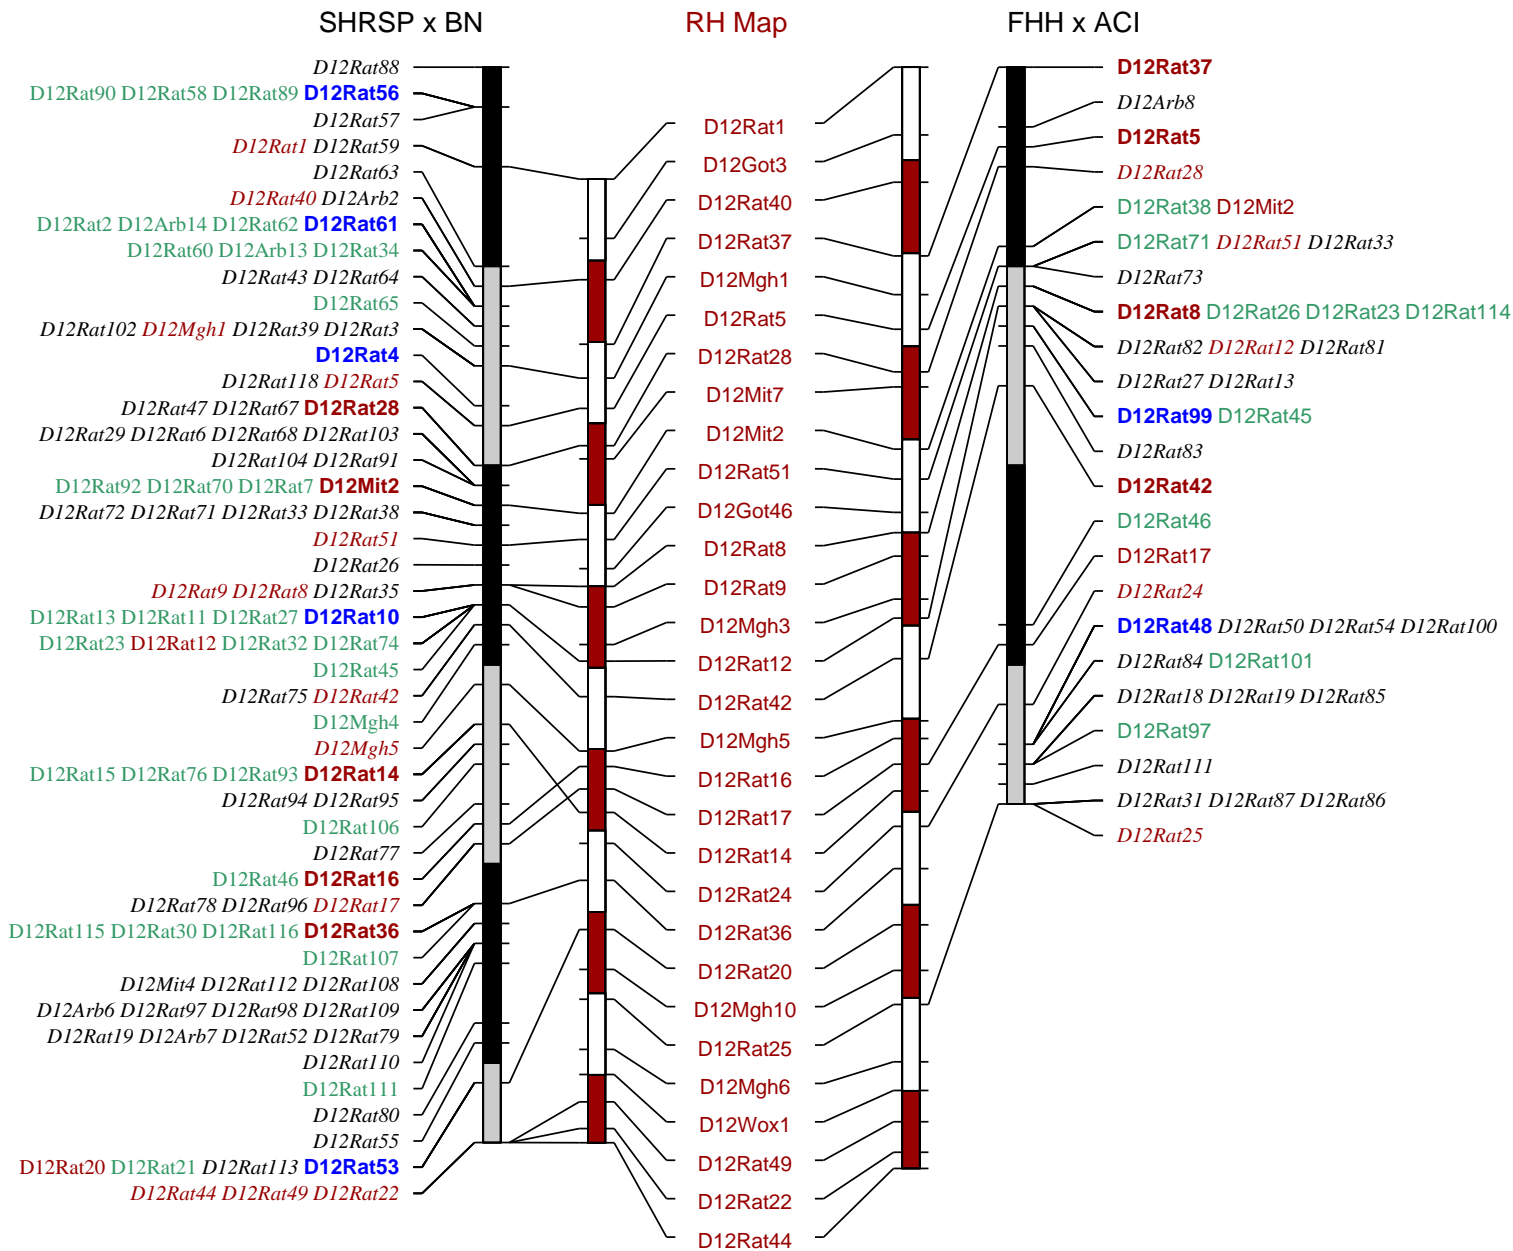 SHRSP x BN
RH Map
FHH x ACI
D12Rat88
D12Rat90 D12Rat58 D12Rat89 D12Rat56
D12Rat57
D12Rat1 D12Rat59
D12Rat63
D12Rat40 D12Arb2
D12Rat2 D12Arb14 D12Rat62 D12Rat61
D12Rat60 D12Arb13 D12Rat34
D12Rat43 D12Rat64
D12Rat65
D12Rat102 D12Mgh1 D12Rat39 D12Rat3
D12Rat4
D12Rat118 D12Rat5
D12Rat47 D12Rat67 D12Rat28
D12Rat29 D12Rat6 D12Rat68 D12Rat103
D12Rat104 D12Rat91
D12Rat92 D12Rat70 D12Rat7 D12Mit2
D12Rat72 D12Rat71 D12Rat33 D12Rat38
D12Rat51
D12Rat26
D12Rat9 D12Rat8 D12Rat35
D12Rat13 D12Rat11 D12Rat27 D12Rat10
D12Rat23 D12Rat12 D12Rat32 D12Rat74
D12Rat45
D12Rat75 D12Rat42
D12Mgh4
D12Mgh5
D12Rat15 D12Rat76 D12Rat93 D12Rat14
D12Rat94 D12Rat95
D12Rat106
D12Rat77
D12Rat46 D12Rat16
D12Rat78 D12Rat96 D12Rat17
D12Rat115 D12Rat30 D12Rat116 D12Rat36
D12Rat107
D12Mit4 D12Rat112 D12Rat108
D12Arb6 D12Rat97 D12Rat98 D12Rat109
D12Rat19 D12Arb7 D12Rat52 D12Rat79
D12Rat110
D12Rat111
D12Rat80
D12Rat55
D12Rat20 D12Rat21 D12Rat113 D12Rat53
D12Rat44 D12Rat49 D12Rat22
D12Rat1
D12Got3
D12Rat40
D12Rat37
D12Mgh1
D12Rat5
D12Rat28
D12Mit7
D12Mit2
D12Rat51
D12Got46
D12Rat8
D12Rat9
D12Mgh3
D12Rat12
D12Rat42
D12Mgh5
D12Rat16
D12Rat17
D12Rat14
D12Rat24
D12Rat36
D12Rat20
D12Mgh10
D12Rat25
D12Mgh6
D12Wox1
D12Rat49
D12Rat22
D12Rat44
D12Rat37
D12Arb8
D12Rat5
D12Rat28
D12Rat38 D12Mit2
D12Rat71 D12Rat51 D12Rat33
D12Rat73
D12Rat8 D12Rat26 D12Rat23 D12Rat114
D12Rat82 D12Rat12 D12Rat81
D12Rat27 D12Rat13
D12Rat99 D12Rat45
D12Rat83
D12Rat42
D12Rat46
D12Rat17
D12Rat24
D12Rat48 D12Rat50 D12Rat54 D12Rat100
D12Rat84 D12Rat101
D12Rat18 D12Rat19 D12Rat85
D12Rat97
D12Rat111
D12Rat31 D12Rat87 D12Rat86
D12Rat25